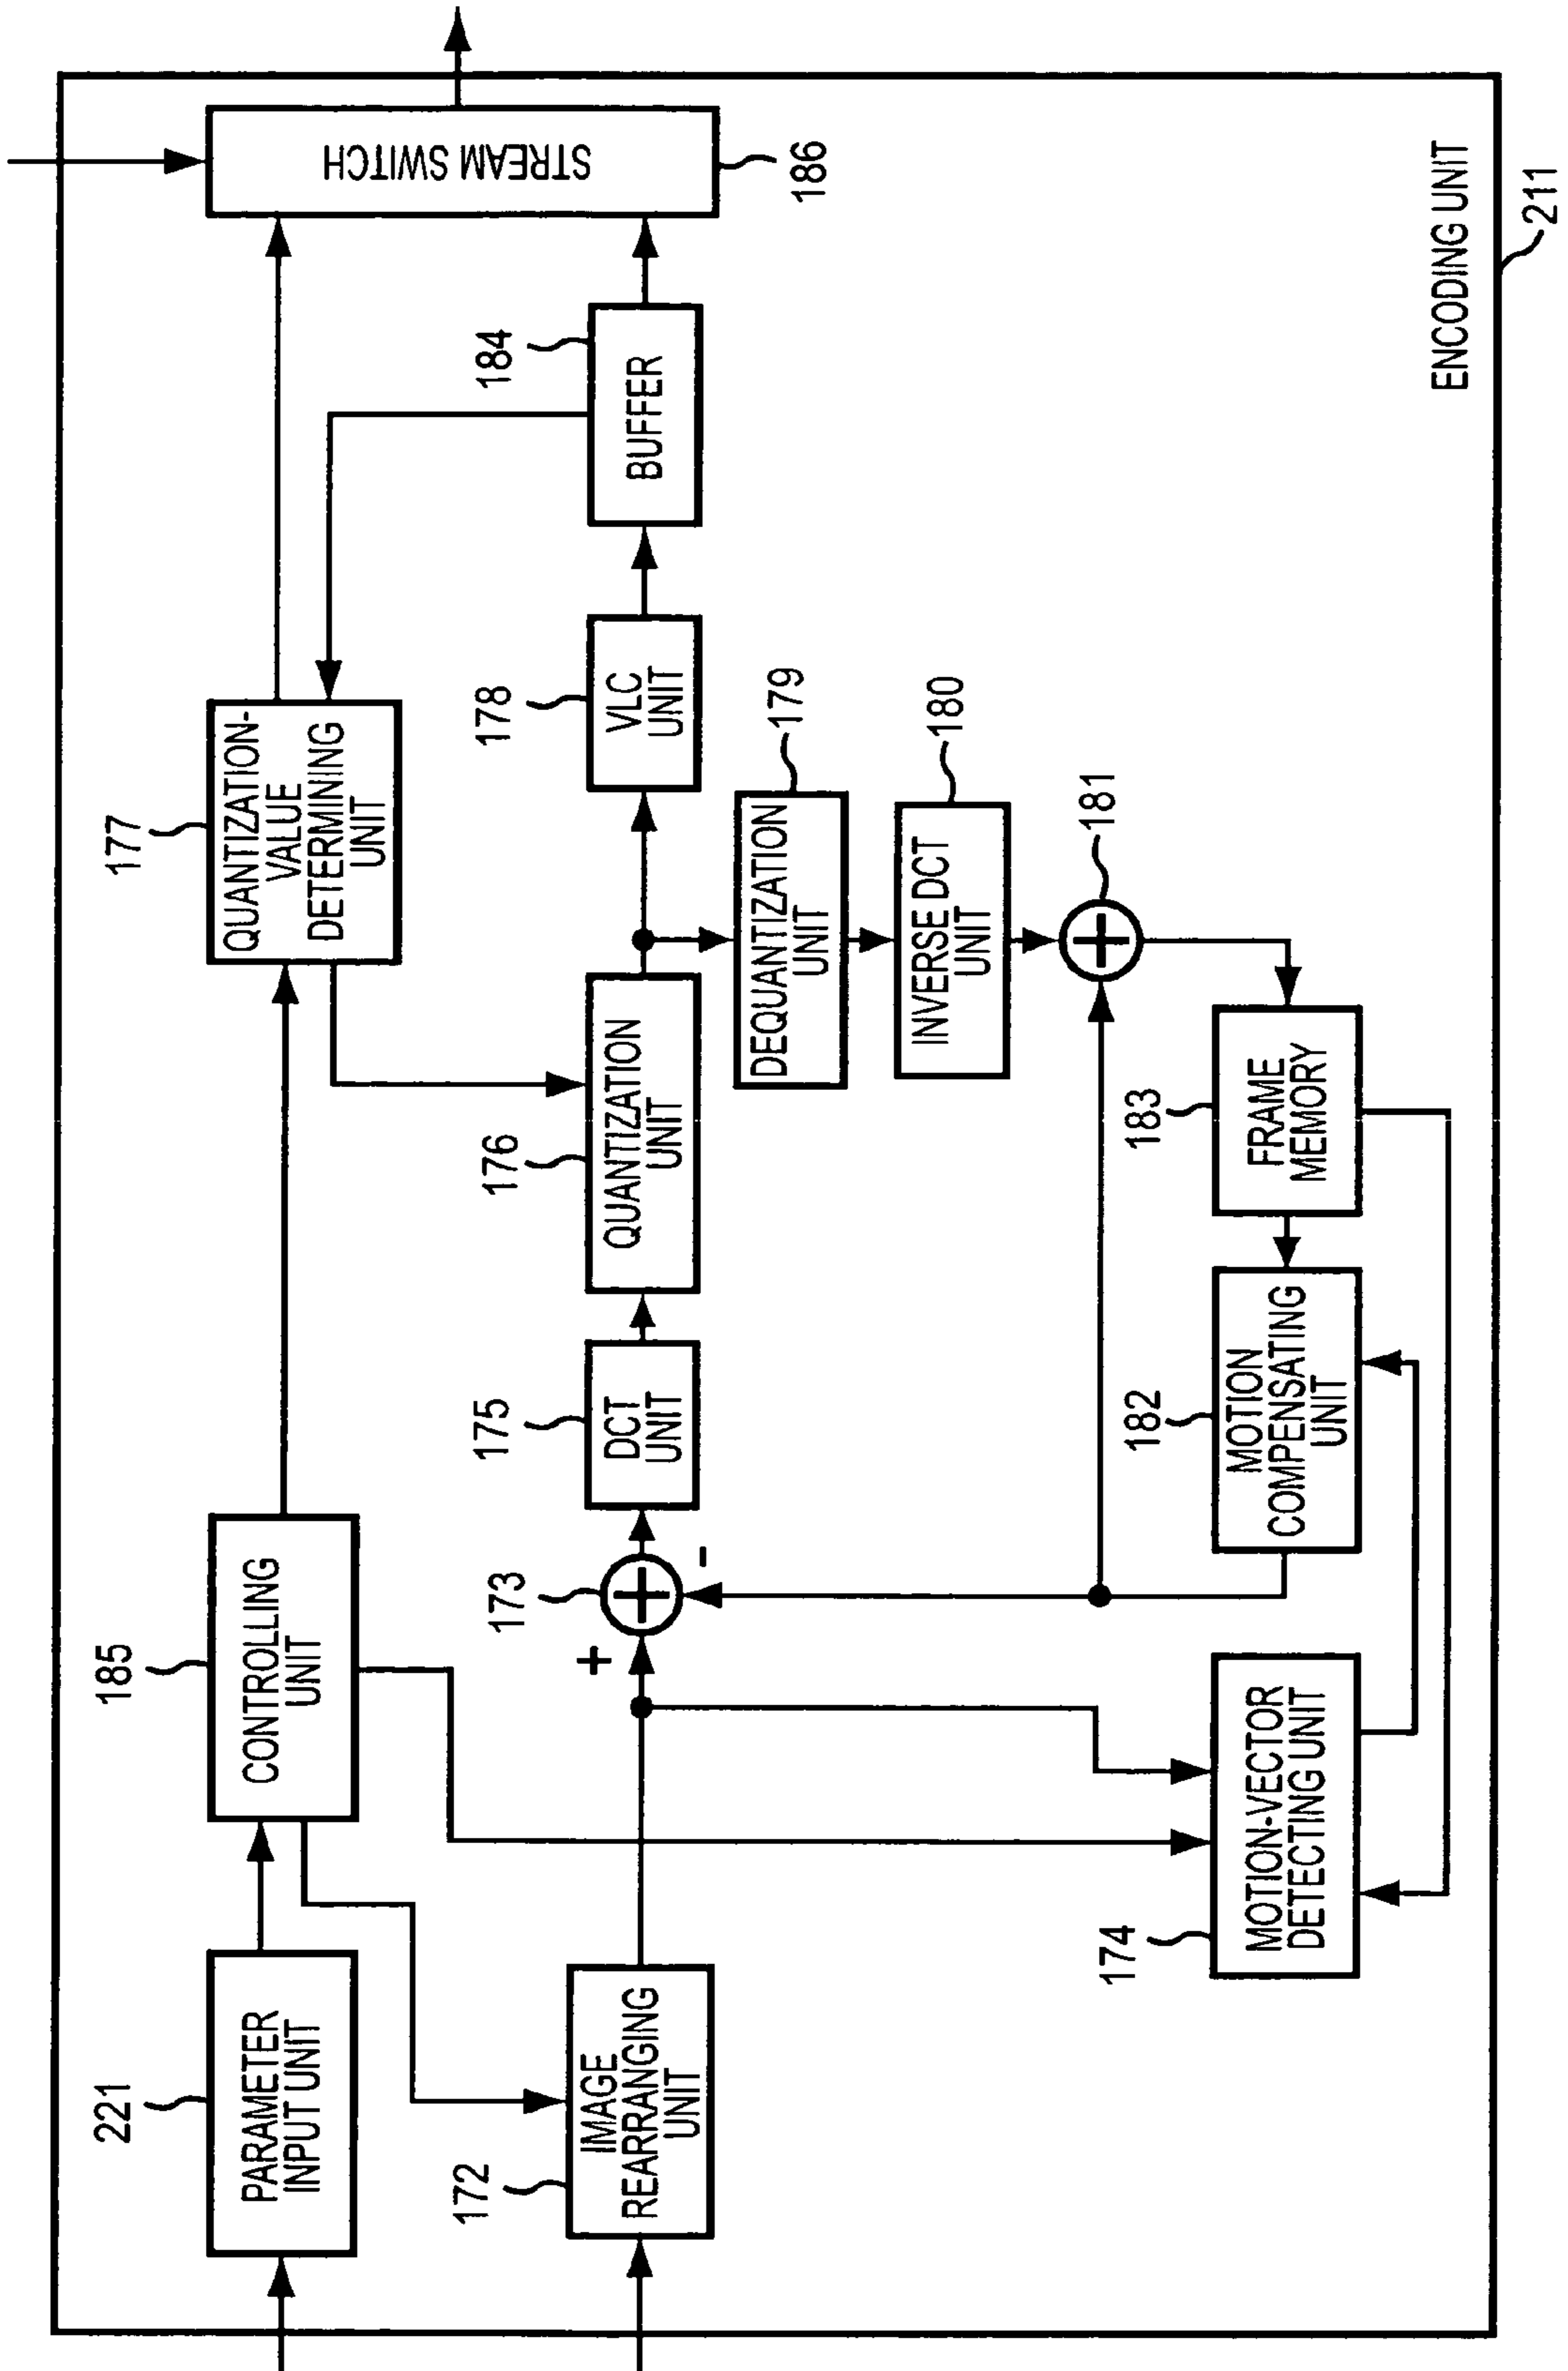 221
PARAMETER
INPUT UNIT
185
CONTROLLING
UNIT
177
QUANTIZATION-
VALUE
DETERMINING
UNIT
STREAM SWITCH
186
172
IMAGE
REARRANGING
UNIT
+
173
-
175
DCT
UNIT
176
QUANTIZATION
UNIT
178
VLC
UNIT
184
BUFFER
DEQUANTIZATION
UNIT
179
INVERSE DCT
UNIT
180
181
174
MOTION-VECTOR
DETECTING UNIT
182
MOTION
COMPENSATING
UNIT
183
FRAME
MEMORY
ENCODING UNIT
211